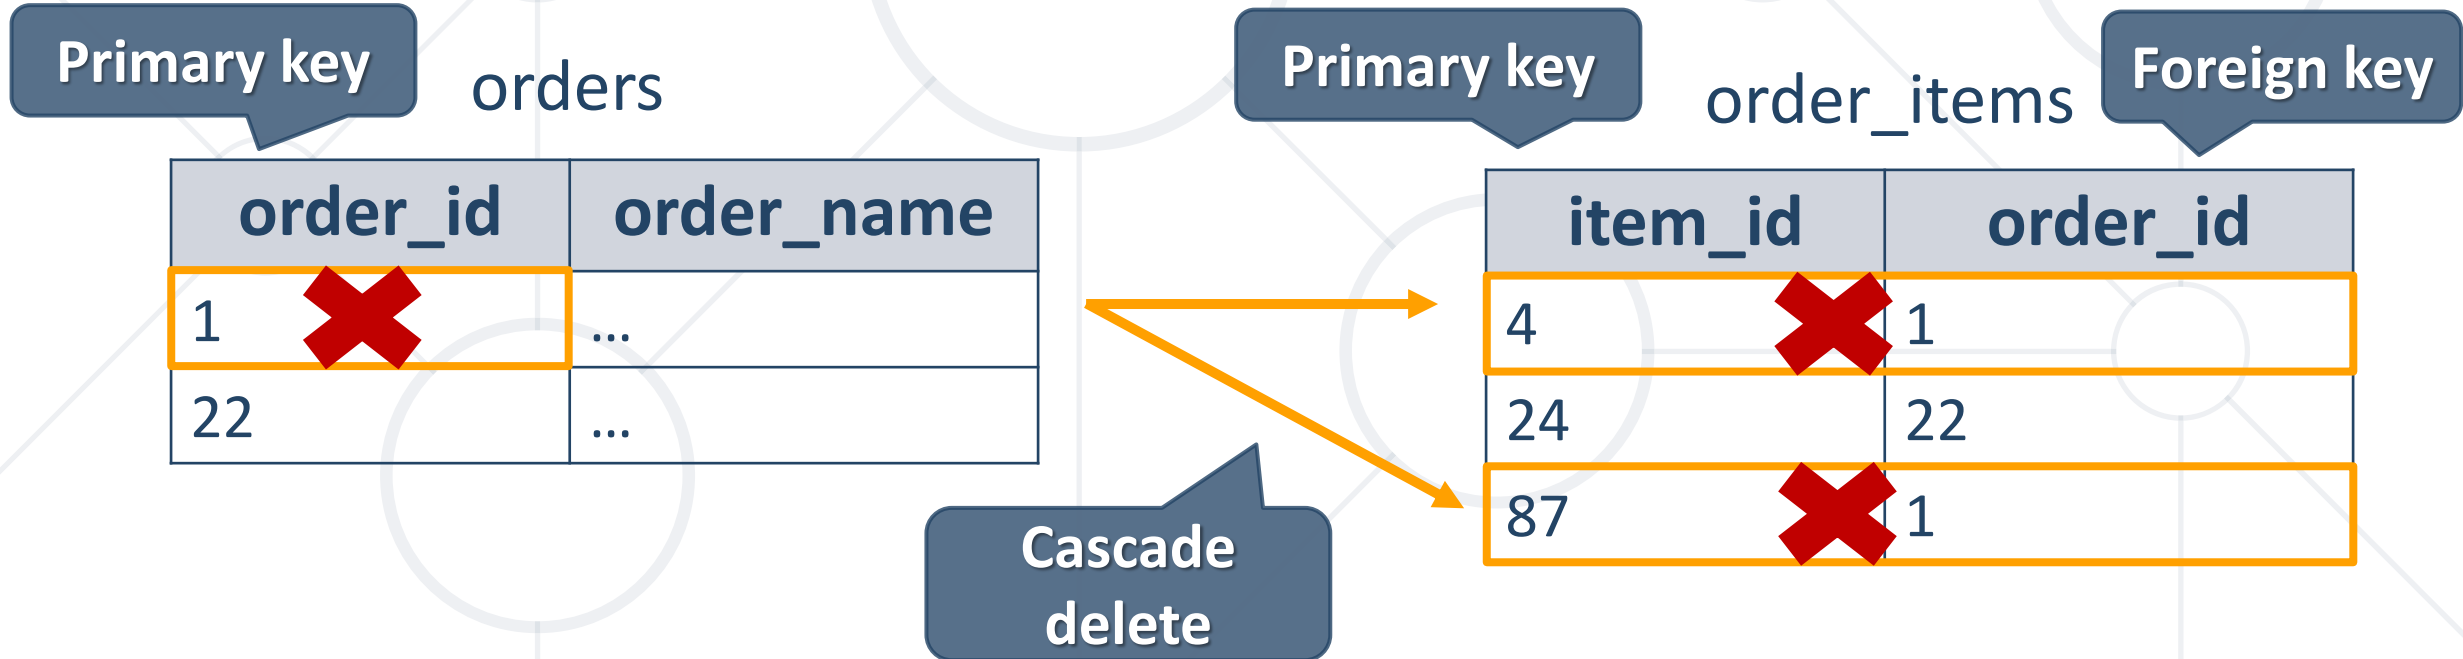 Primary key
orders
Primary key
order_items
Foreign key
order_id order_name
1 ...
22 ...
item_id order_id
4 1
24 22
87 1
Cascade
delete